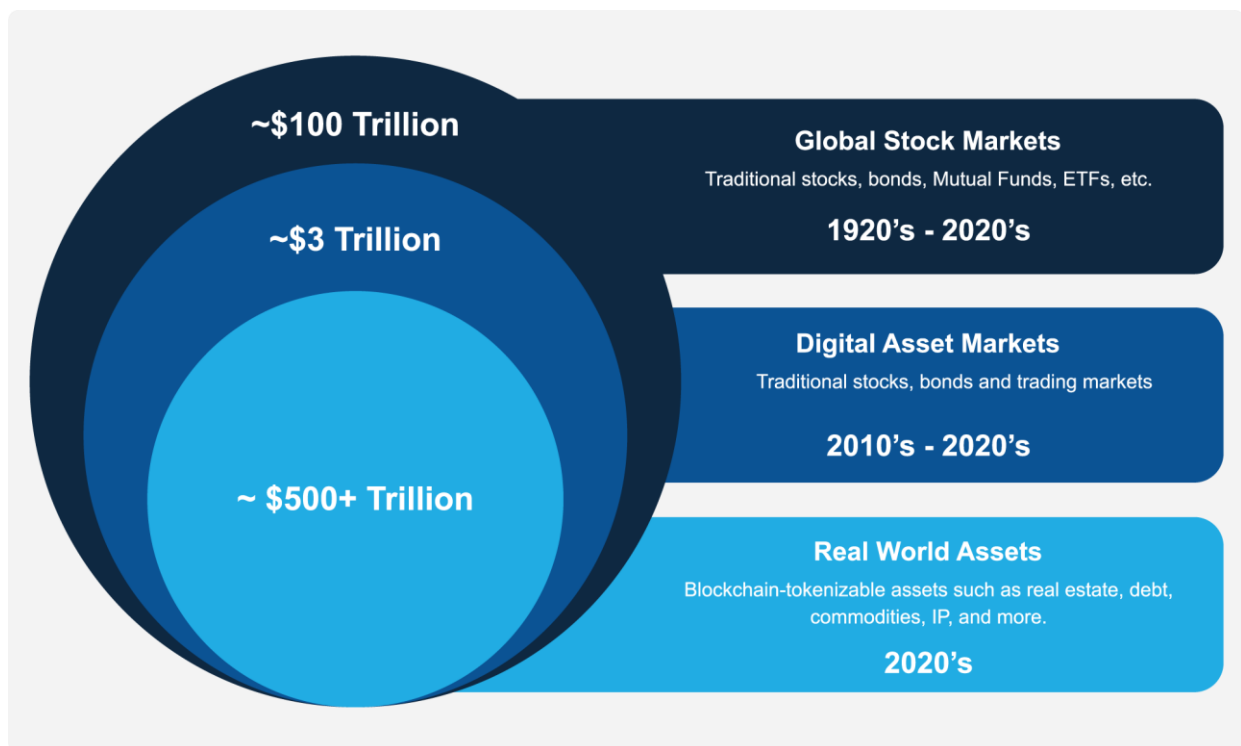 ~$100 Trillion
Global Stock Markets
Traditional stocks, bonds, Mutual Funds, ETFs, etc.
1920’s - 2020’s
~$3 Trillion
Digital Asset Markets
Traditional stocks, bonds and trading markets
2010’s - 2020’s
~ $500+ Trillion
Real World Assets
Blockchain-tokenizable assets such as real estate, debt,
commodities, IP, and more.
2020’s